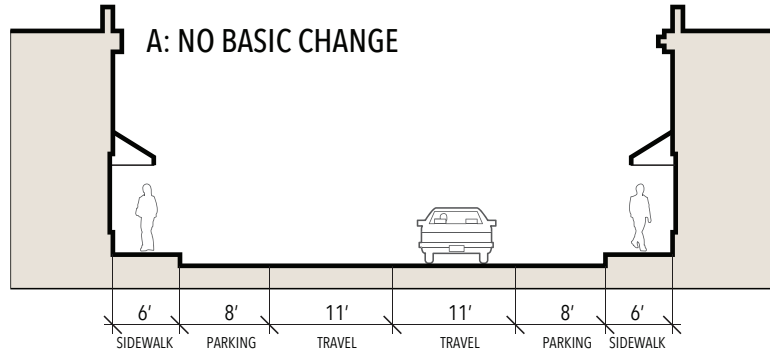 A: NO BASIC CHANGE
6′ 8′ 11′ 11′ 8′ 6′
SIDEWALK PARKING TRAVEL TRAVEL PARKING SIDEWALK